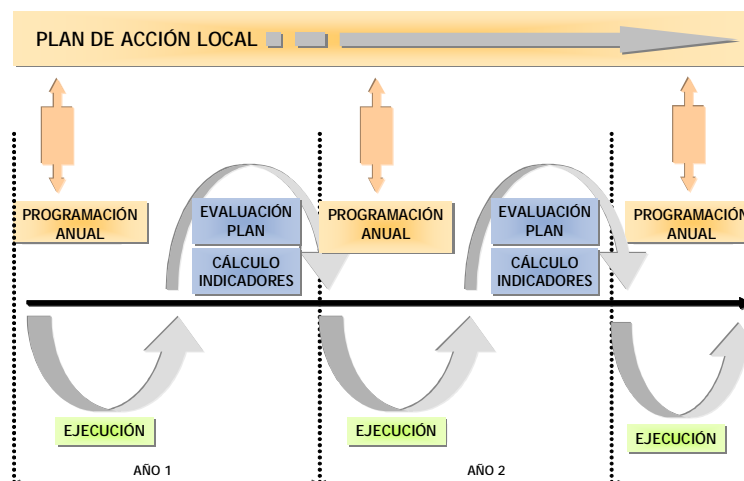 PLAN DE ACCIÓN LOCAL
PROGRAMACIÓN
ANUAL
EVALUACIÓN
PLAN
CÁLCULO
INDICADORES
PROGRAMACIÓN
ANUAL
EVALUACIÓN
PLAN
CÁLCULO
INDICADORES
PROGRAMACIÓN
ANUAL
EJECUCIÓN
EJECUCIÓN
EJECUCIÓN
AÑO 1
AÑO 2